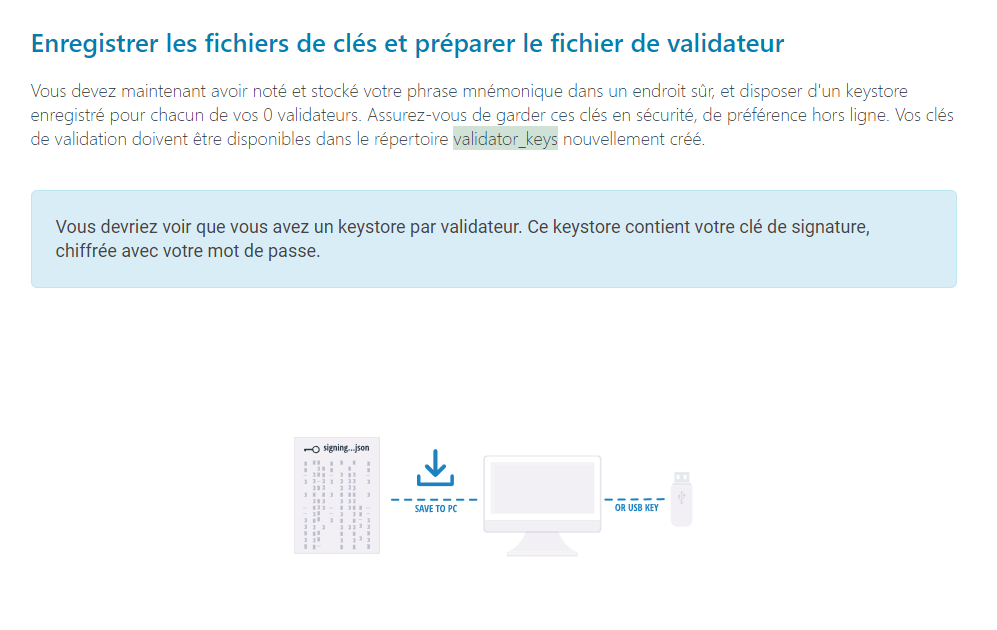 Enregistrer les fichiers de clés et préparer le fichier de validateur
Vous devez maintenant avoir noté et stocké votre phrase mnémonique dans un endroit sûr, et disposer d'un keystore
enregistré pour chacun de vos 0 validateurs. Assurez-vous de garder ces clés en sécurité, de préférence hors ligne. Vos clés
de validation doivent être disponibles dans le répertoire validator_keys nouvellement créé.
Vous devriez voir que vous avez un keystore par validateur. Ce keystore contient votre clé de signature,
chiffrée avec votre mot de passe.
signing...json
SAVE TO PC
OR USB KEY